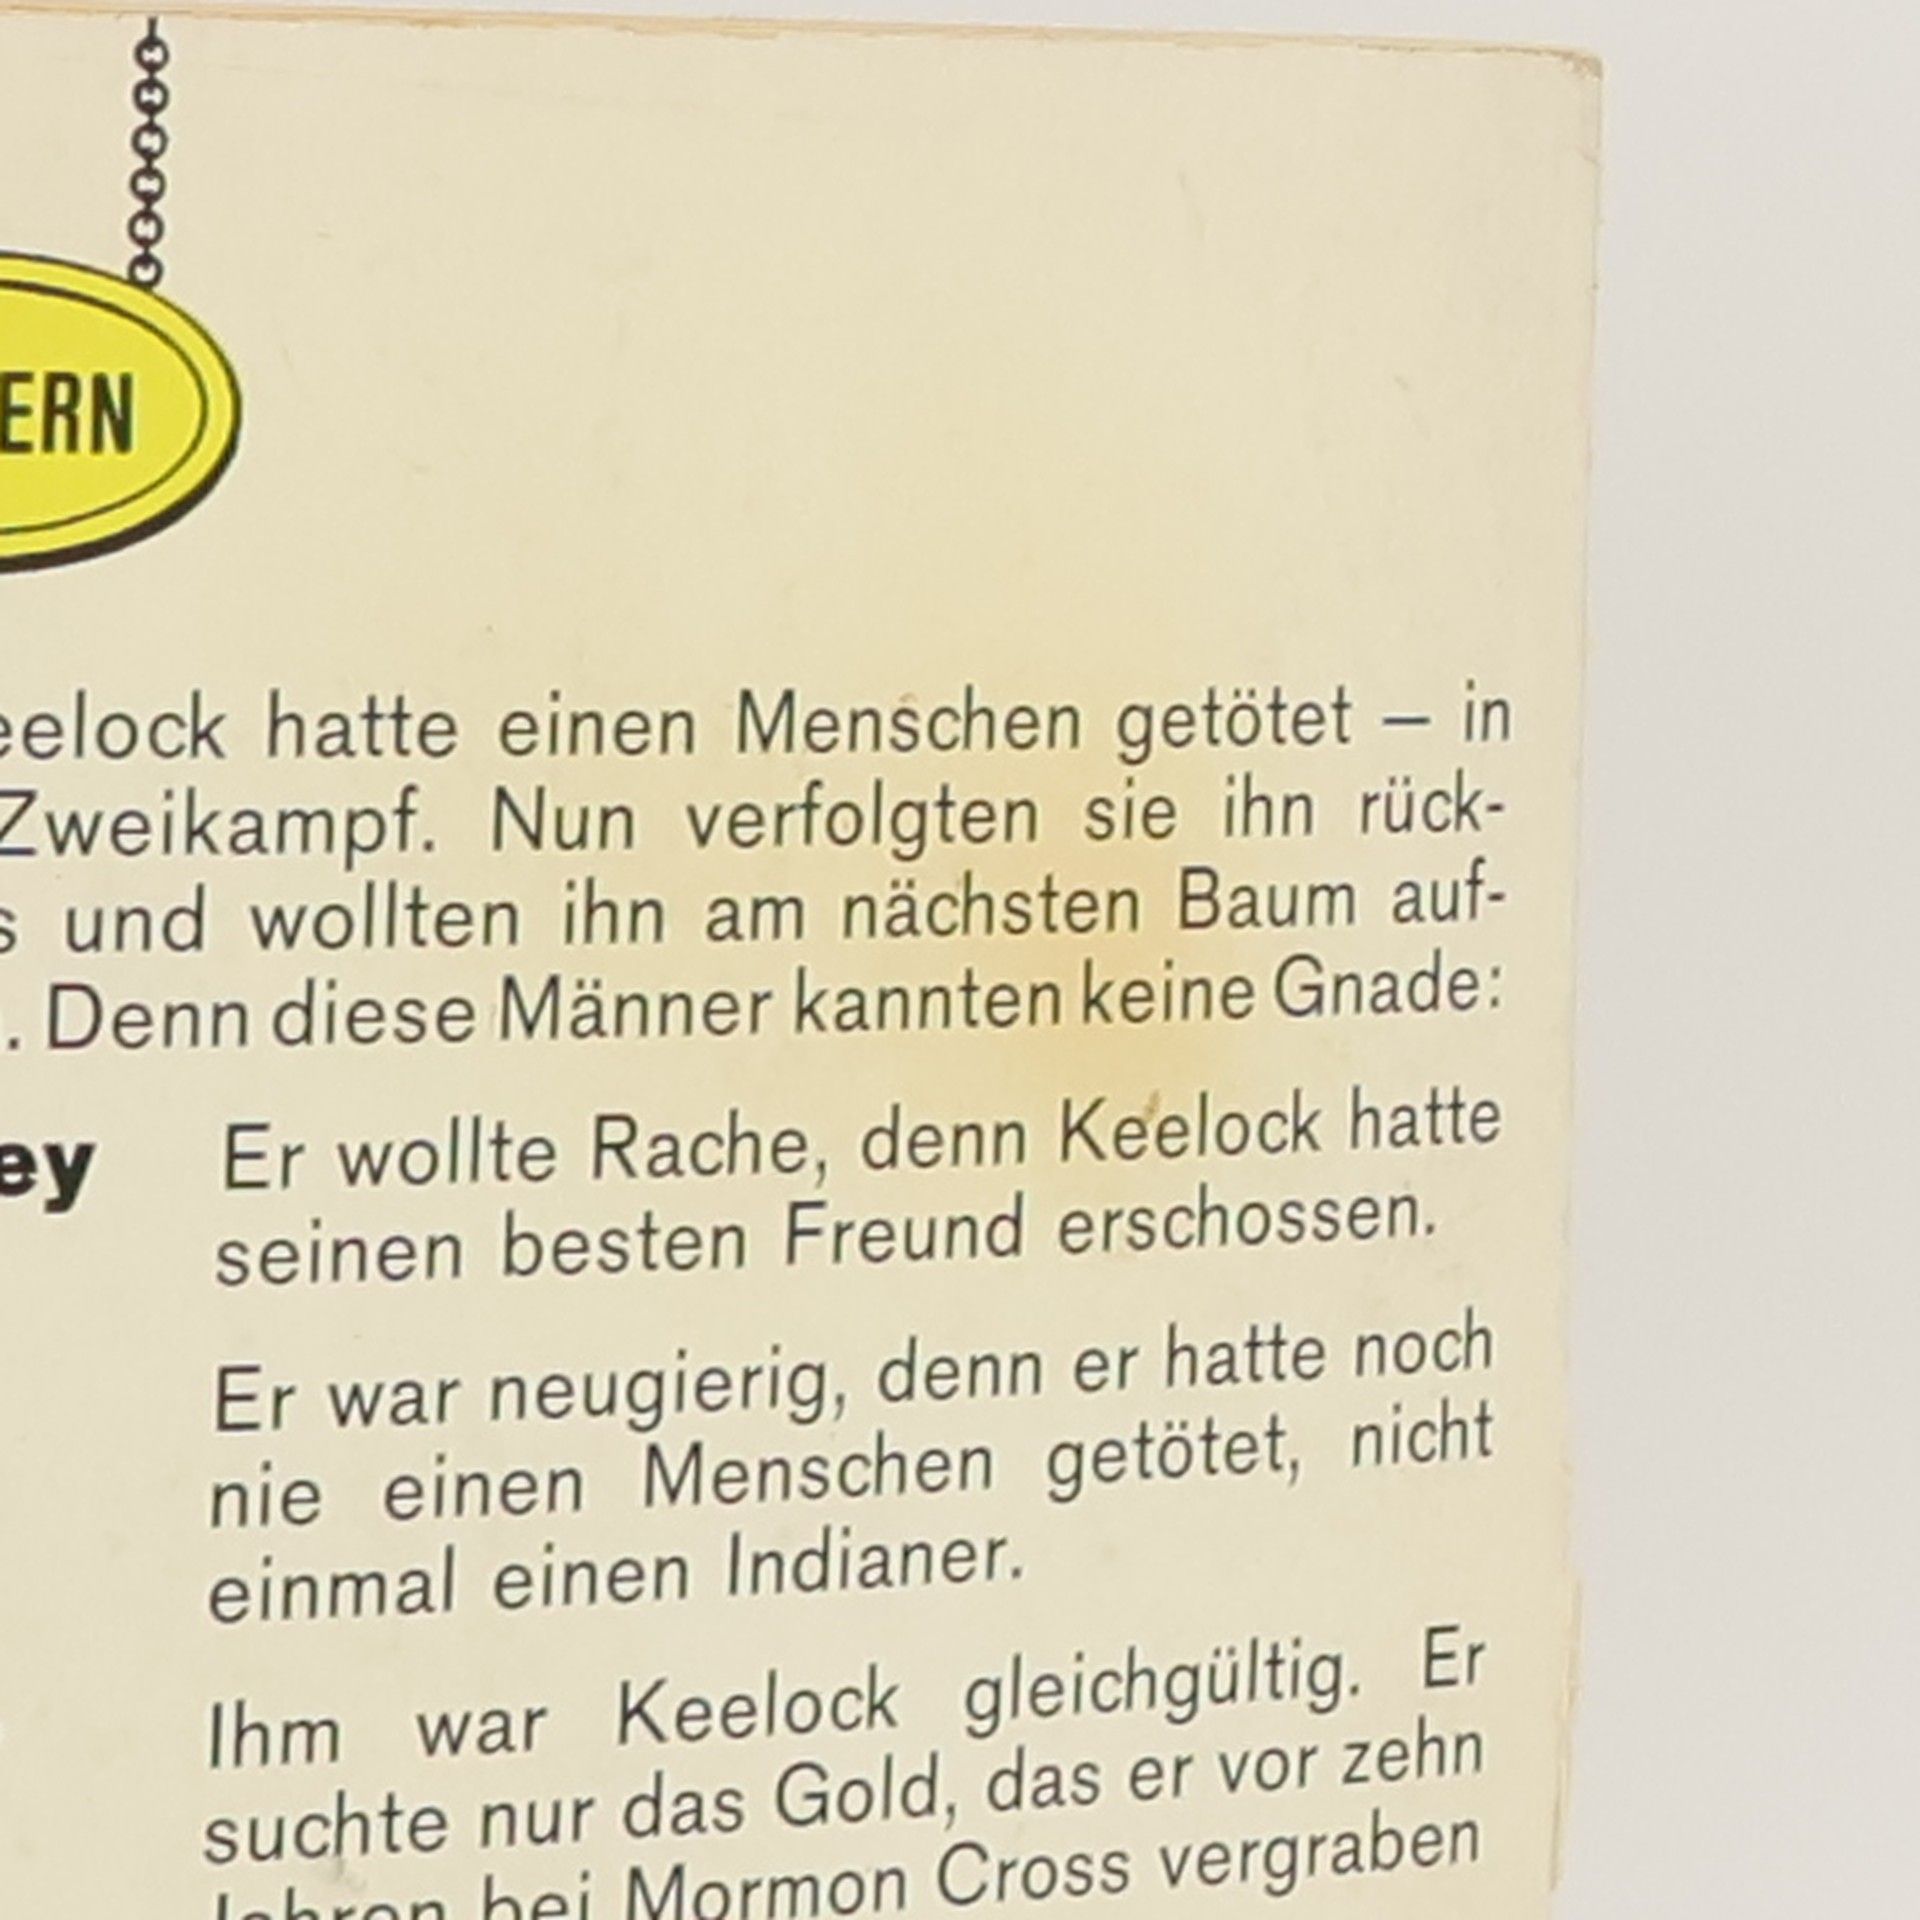 ERN
eelock hatte einen Menschen getötet – in
Zweikampf. Nun verfolgten sie ihn rück-
s und wollten ihn am nächsten Baum auf-
. Denn diese Männer kannten keine Gnade:
ey
Er wollte Rache, denn Keelock hatte
seinen besten Freund erschossen.
Er war neugierig, denn er hatte noch
nie einen Menschen getötet, nicht
einmal einen Indianer.
Ihm war Keelock gleichgültig. Er
suchte nur das Gold, das er vor zehn
Jahren bei Mormon Cross vergraben